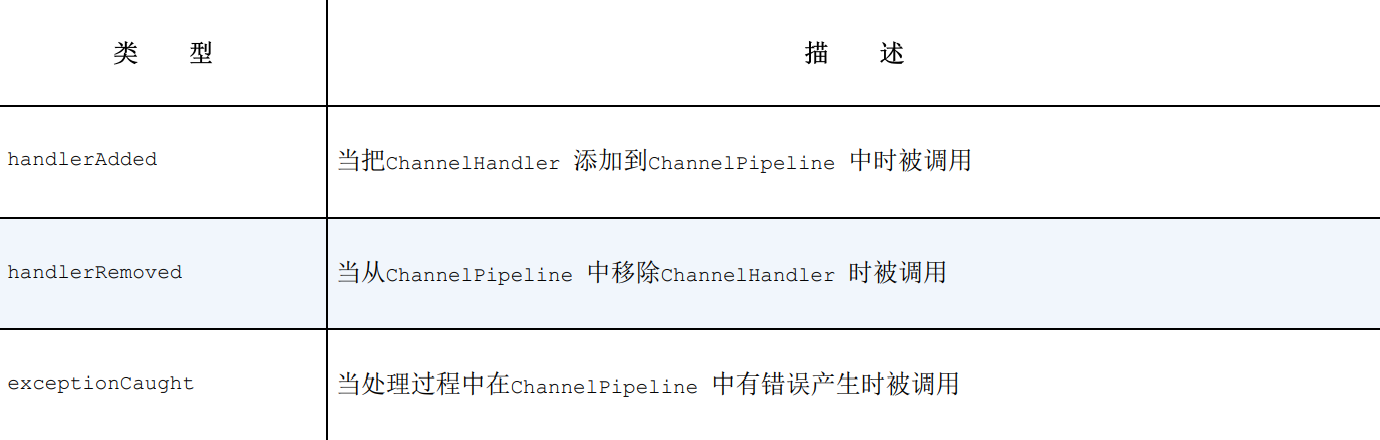 类 型
描 述
handlerAdded
当把ChannelHandler 添加到ChannelPipeline 中时被调用
handlerRemoved
当从ChannelPipeline 中移除ChannelHandler 时被调用
exceptionCaught
当处理过程中在ChannelPipeline 中有错误产生时被调用